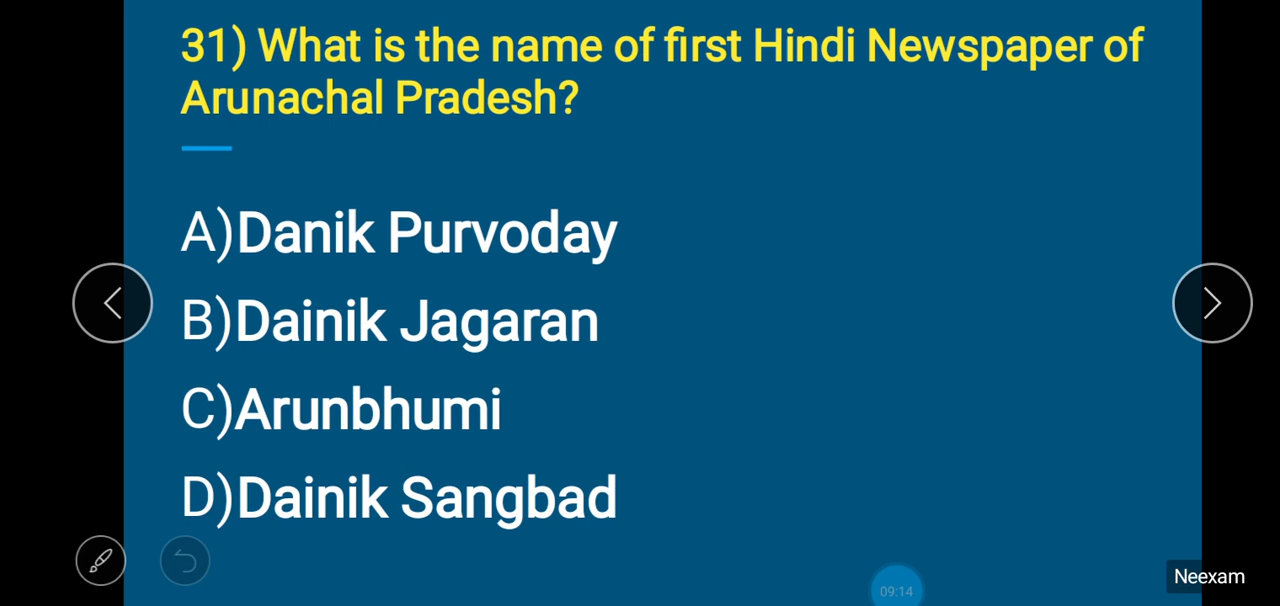 31) What is the name of first Hindi Newspaper of
Arunachal Pradesh?
A)Danik Purvoday
B)Dainik Jagaran
C)Arunbhumi
D)Dainik Sangbad
09:14
Neexam